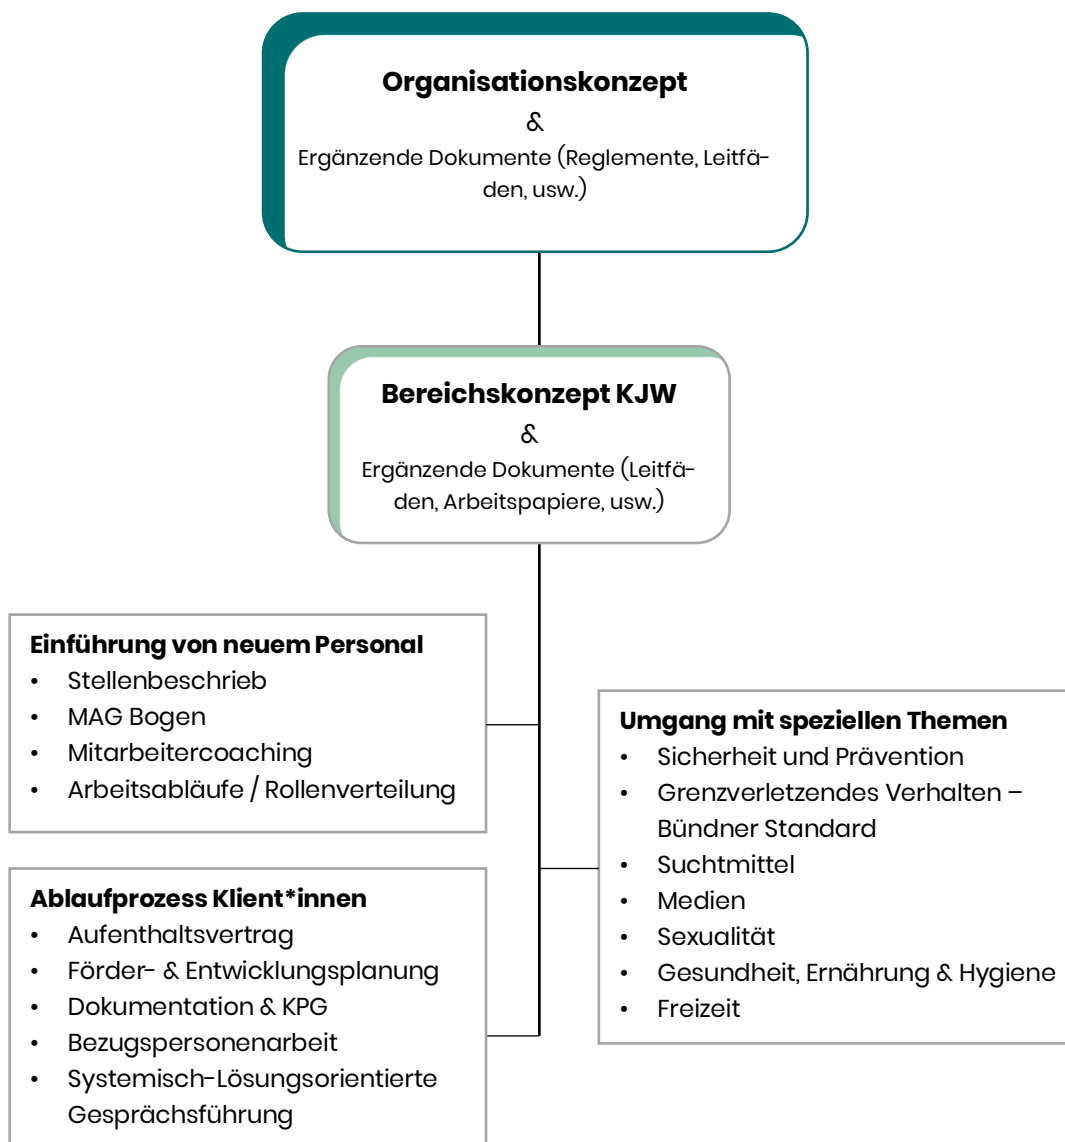 Organisationskonzept
&
Ergänzende Dokumente (Reglemente, Leitfä-
den, usw.)
Bereichskonzept KJW
&
Ergänzende Dokumente (Leitfä-
den, Arbeitspapiere, usw.)
Einführung von neuem Personal
• Stellenbeschrieb
• MAG Bogen
• Mitarbeitercoaching
• Arbeitsabläufe / Rollenverteilung
Umgang mit speziellen Themen
• Sicherheit und Prävention
• Grenzverletzendes Verhalten –
Bündner Standard
• Suchtmittel
• Medien
• Sexualität
• Gesundheit, Ernährung & Hygiene
• Freizeit
Ablaufprozess Klient*innen
• Aufenthaltsvertrag
• Förder- & Entwicklungsplanung
• Dokumentation & KPG
• Bezugspersonenarbeit
• Systemisch-Lösungsorientierte
Gesprächsführung